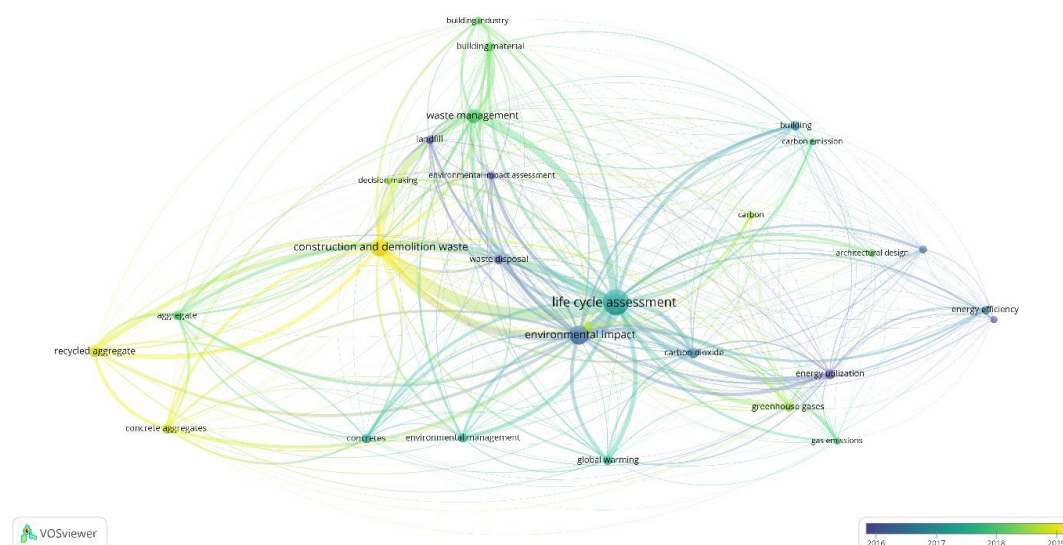 building industry
building material
waste management
building
landfill
carbon emission
environmental impact assessment
decision making
carbon
construction and demolition waste
architectural design
waste disposal
life cycle assessment
energy efficiency
aggregate
environmental impact
recycled aggregate
carbon dioxide
energy utilization
greenhouse gases
concrete aggregates
concretes
environmental management
gas emissions
global warming
VOSviewer
2016 2017 2018 2019